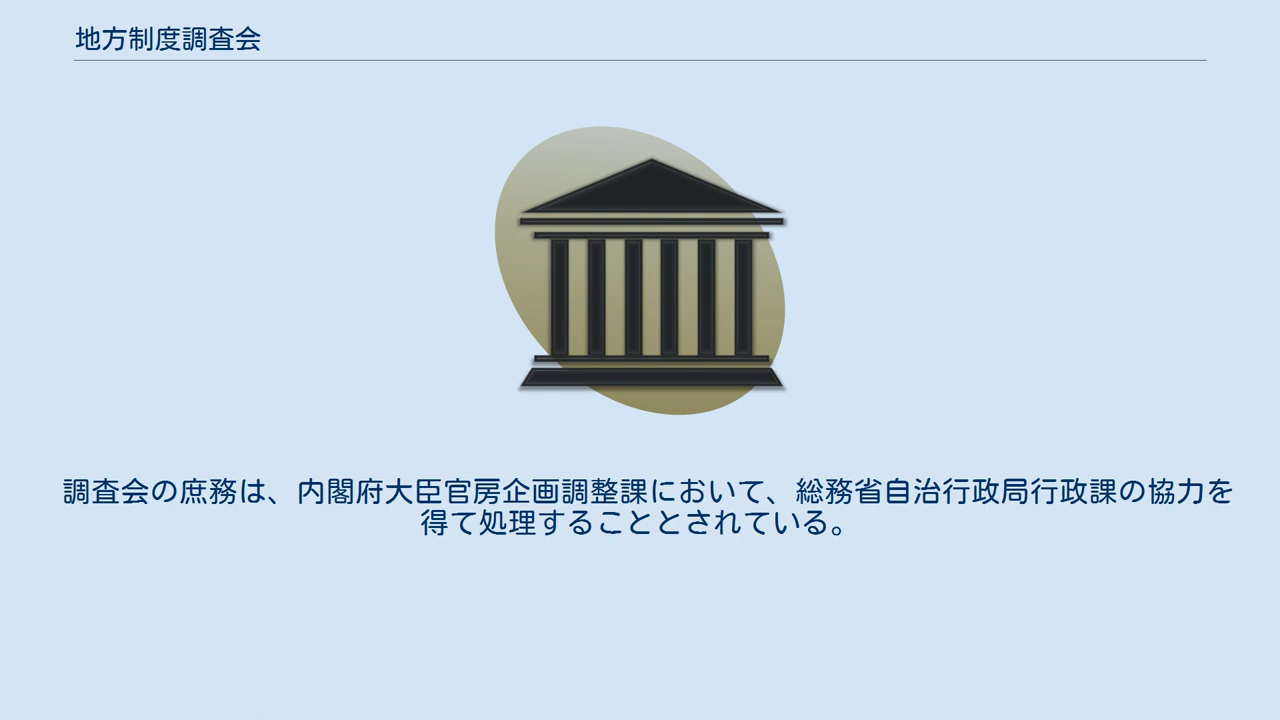 地方制度調査会
調査会の庶務は、内閣府大臣官房企画調整課において、総務省自治行政局行政課の協力を
得て処理することとされている。